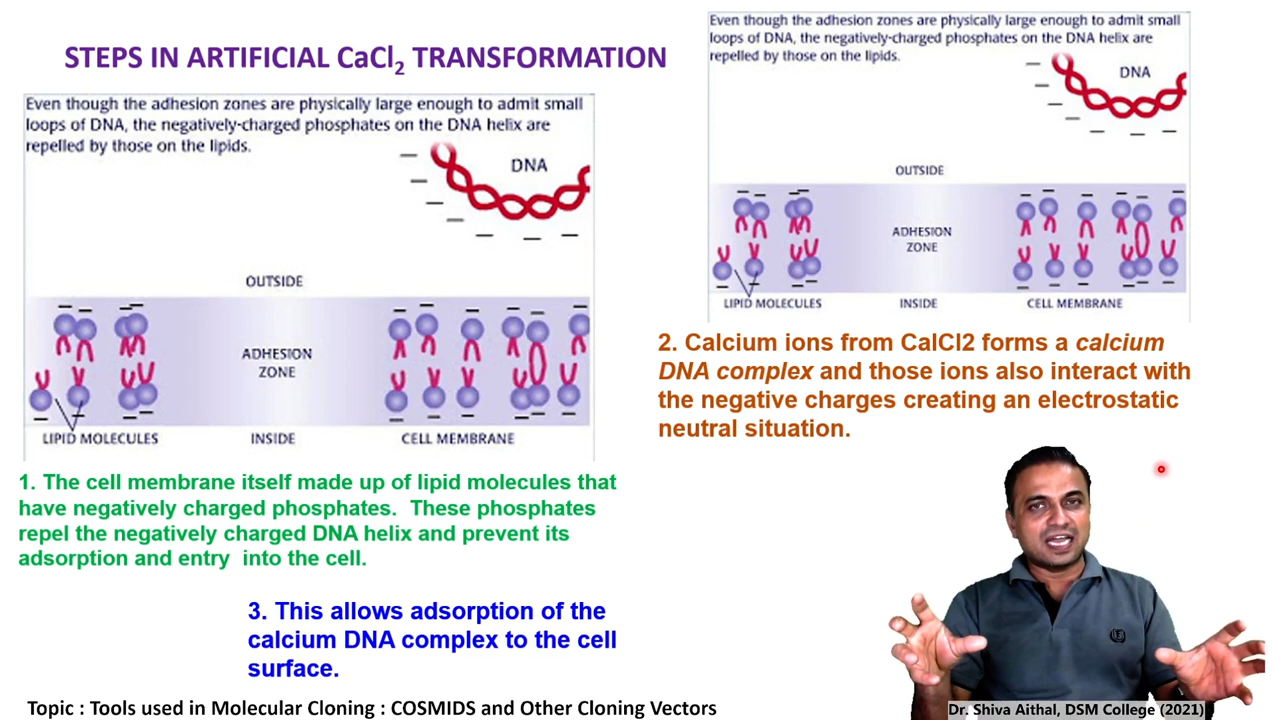 STEPS IN ARTIFICIAL CaCl2 TRANSFORMATION
Even though the adhesion zones are physically large enough to admit small
loops of DNA, the negatively-charged phosphates on the DNA helix are
repelled by those on the lipids.
DNA
OUTSIDE
ADHESION
ZONE
LIPID MOLECULES
INSIDE
CELL MEMBRANE
1. The cell membrane itself made up of lipid molecules that
have negatively charged phosphates. These phosphates
repel the negatively charged DNA helix and prevent its
adsorption and entry into the cell.
Even though the adhesion zones are physically large enough to admit small
loops of DNA, the negatively-charged phosphates on the DNA helix are
repelled by those on the lipids.
DNA
OUTSIDE
ADHESION
ZONE
LIPID MOLECULES
INSIDE
CELL MEMBRANE
2. Calcium ions from CalCl2 forms a calcium
DNA complex and those ions also interact with
the negative charges creating an electrostatic
neutral situation.
3. This allows adsorption of the
calcium DNA complex to the cell
surface.
Topic : Tools used in Molecular Cloning : COSMIDS and Other Cloning Vectors
Dr. Shiva Aithal, DSM College (2021)